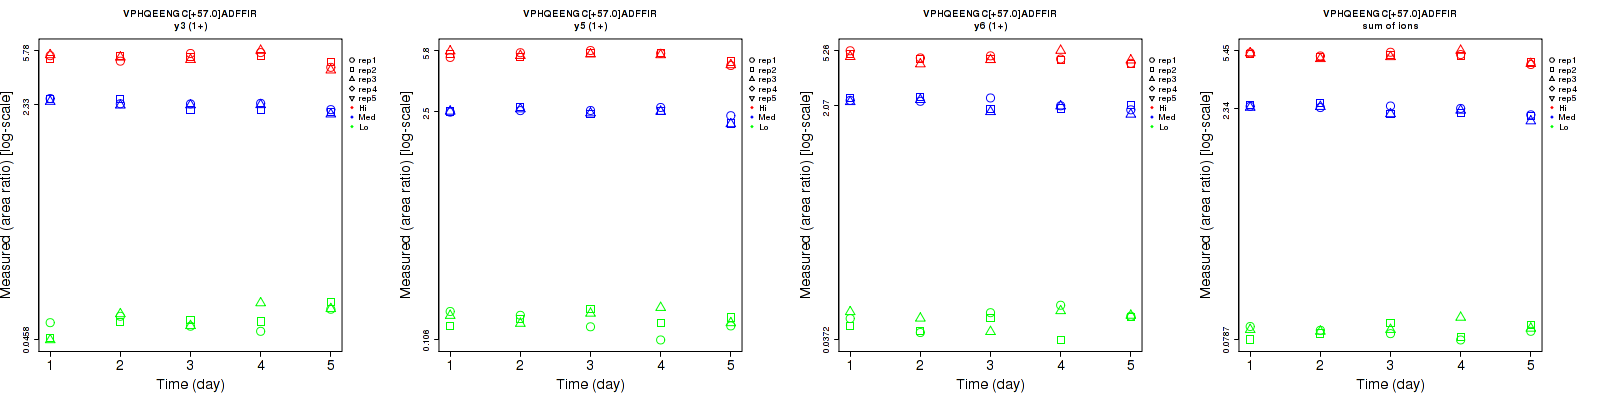 VPHQEENGC[+57.0]ADFFIR
y3 (1+)
Measured (area ratio) [log-scale]
5.78
2.33
0.0458
1 2 3 4 5
Time (day)
rep1
rep2
rep3
rep4
rep5
Hi
Med
Lo
VPHQEENGC[+57.0]ADFFIR
y5 (1+)
Measured (area ratio) [log-scale]
5.8
2.5
0.106
1 2 3 4 5
Time (day)
rep1
rep2
rep3
rep4
rep5
Hi
Med
Lo
VPHQEENGC[+57.0]ADFFIR
y6 (1+)
Measured (area ratio) [log-scale]
5.26
2.07
0.0372
1 2 3 4 5
Time (day)
rep1
rep2
rep3
rep4
rep5
Hi
Med
Lo
VPHQEENGC[+57.0]ADFFIR
sum of ions
Measured (area ratio) [log-scale]
5.45
2.34
0.0787
1 2 3 4 5
Time (day)
rep1
rep2
rep3
rep4
rep5
Hi
Med
Lo